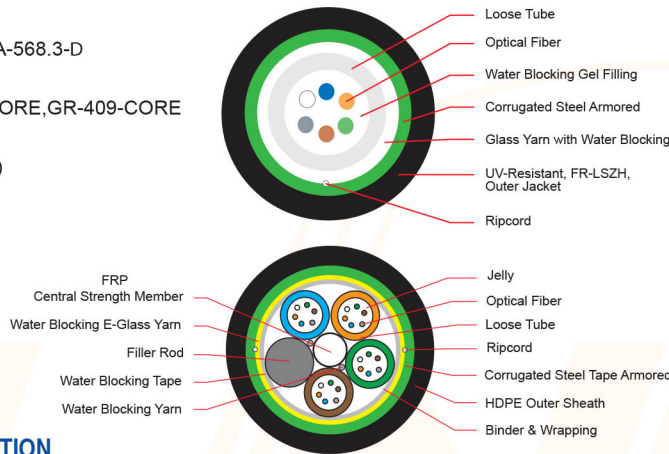 A-568.3-D
ORE,GR-409-CORE
)
Loose Tube
Optical Fiber
Water Blocking Gel Filling
Corrugated Steel Armored
Glass Yarn with Water Blocking
UV-Resistant, FR-LSZH,
Outer Jacket
Ripcord
FRP
Central Strength Member
Water Blocking E-Glass Yarn
Filler Rod
Water Blocking Tape
Water Blocking Yarn
Jelly
Optical Fiber
Loose Tube
Ripcord
Corrugated Steel Tape Armored
HDPE Outer Sheath
Binder & Wrapping
TION